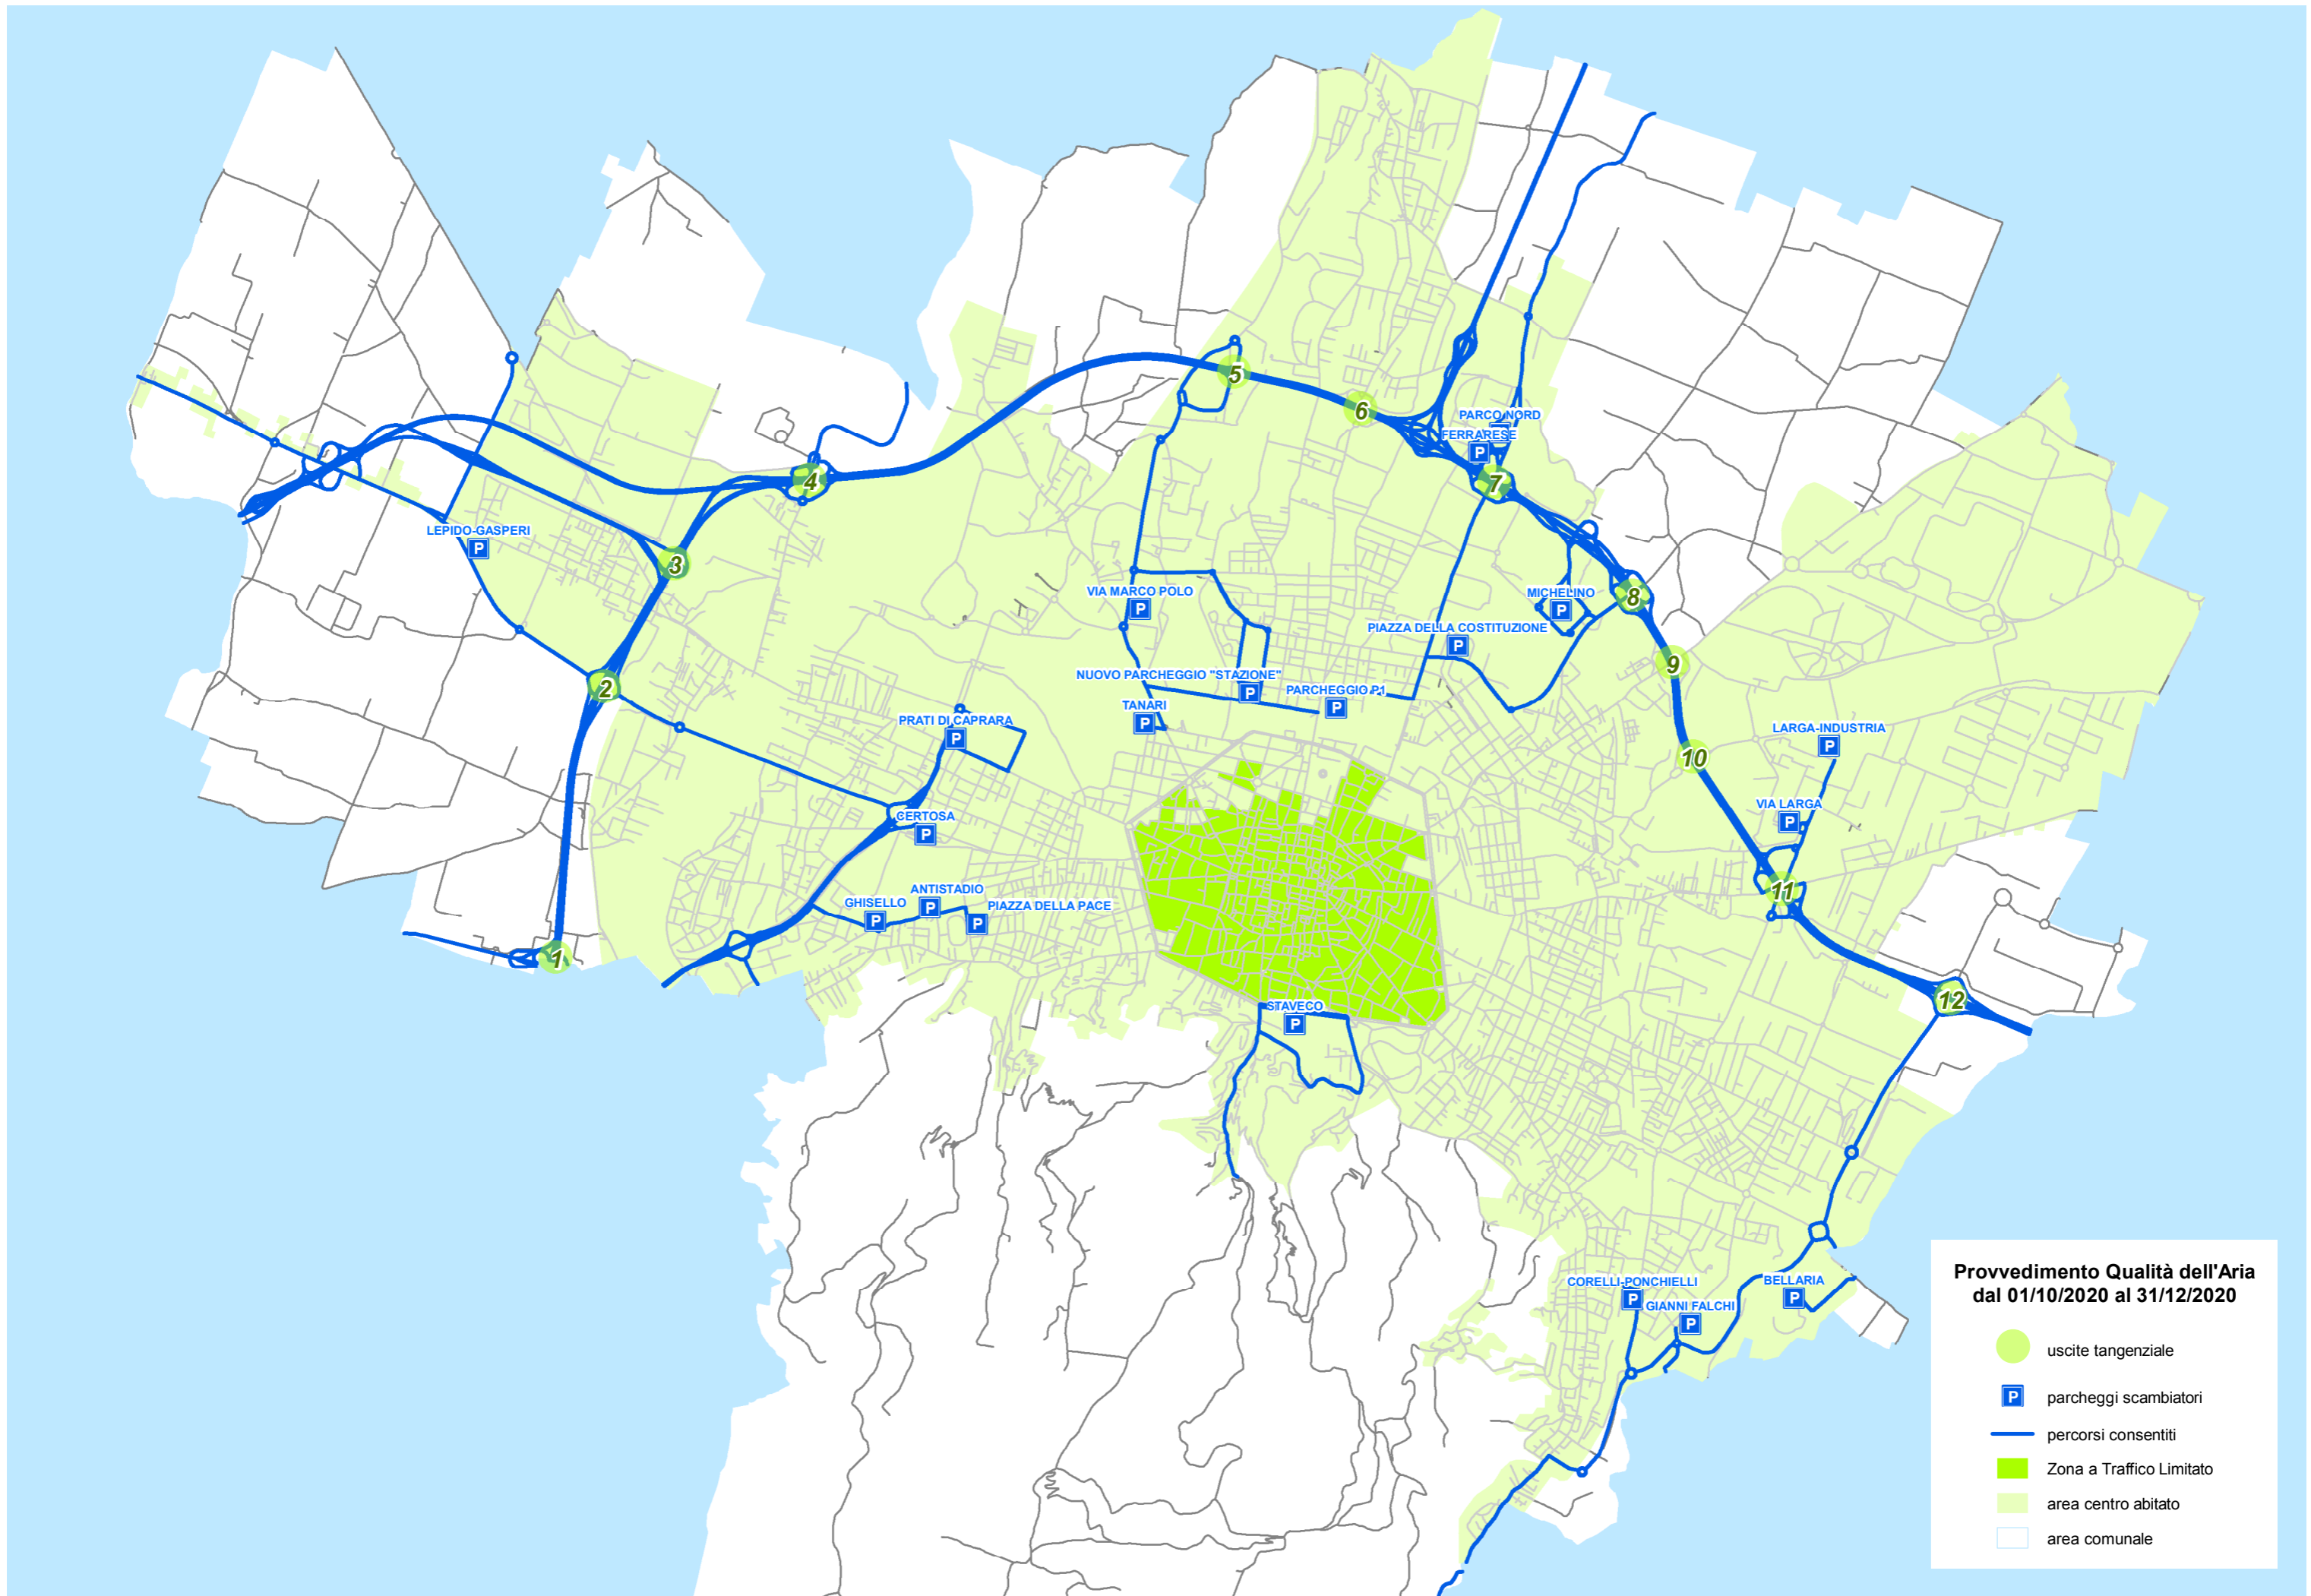 5
6
PARCO NORD
P
FERRARESE
P
4
7
LEPIDO-GASPERI
P
3
VIA MARCO POLO
P
MICHELINO
P
8
PIAZZA DELLA COSTITUZIONE
P
9
2
NUOVO PARCHEGGIO "STAZIONE"
P
PARCHEGGIO P1
P
TANARI
P
PRATI DI CAPRARA
P
LARGA-INDUSTRIA
P
10
VIA LARGA
P
CERTOSA
P
ANTISTADIO
P
11
GHISELLO
P
PIAZZA DELLA PACE
P
1
12
STAVECO
P
CORELLI-PONCHIELLI
P
BELLARIA
P
GIANNI FALCHI
P
Provvedimento Qualità dell'Aria
dal 01/10/2020 al 31/12/2020
uscite tangenziale
P parcheggi scambiatori
percorsi consentiti
Zona a Traffico Limitato
area centro abitato
area comunale